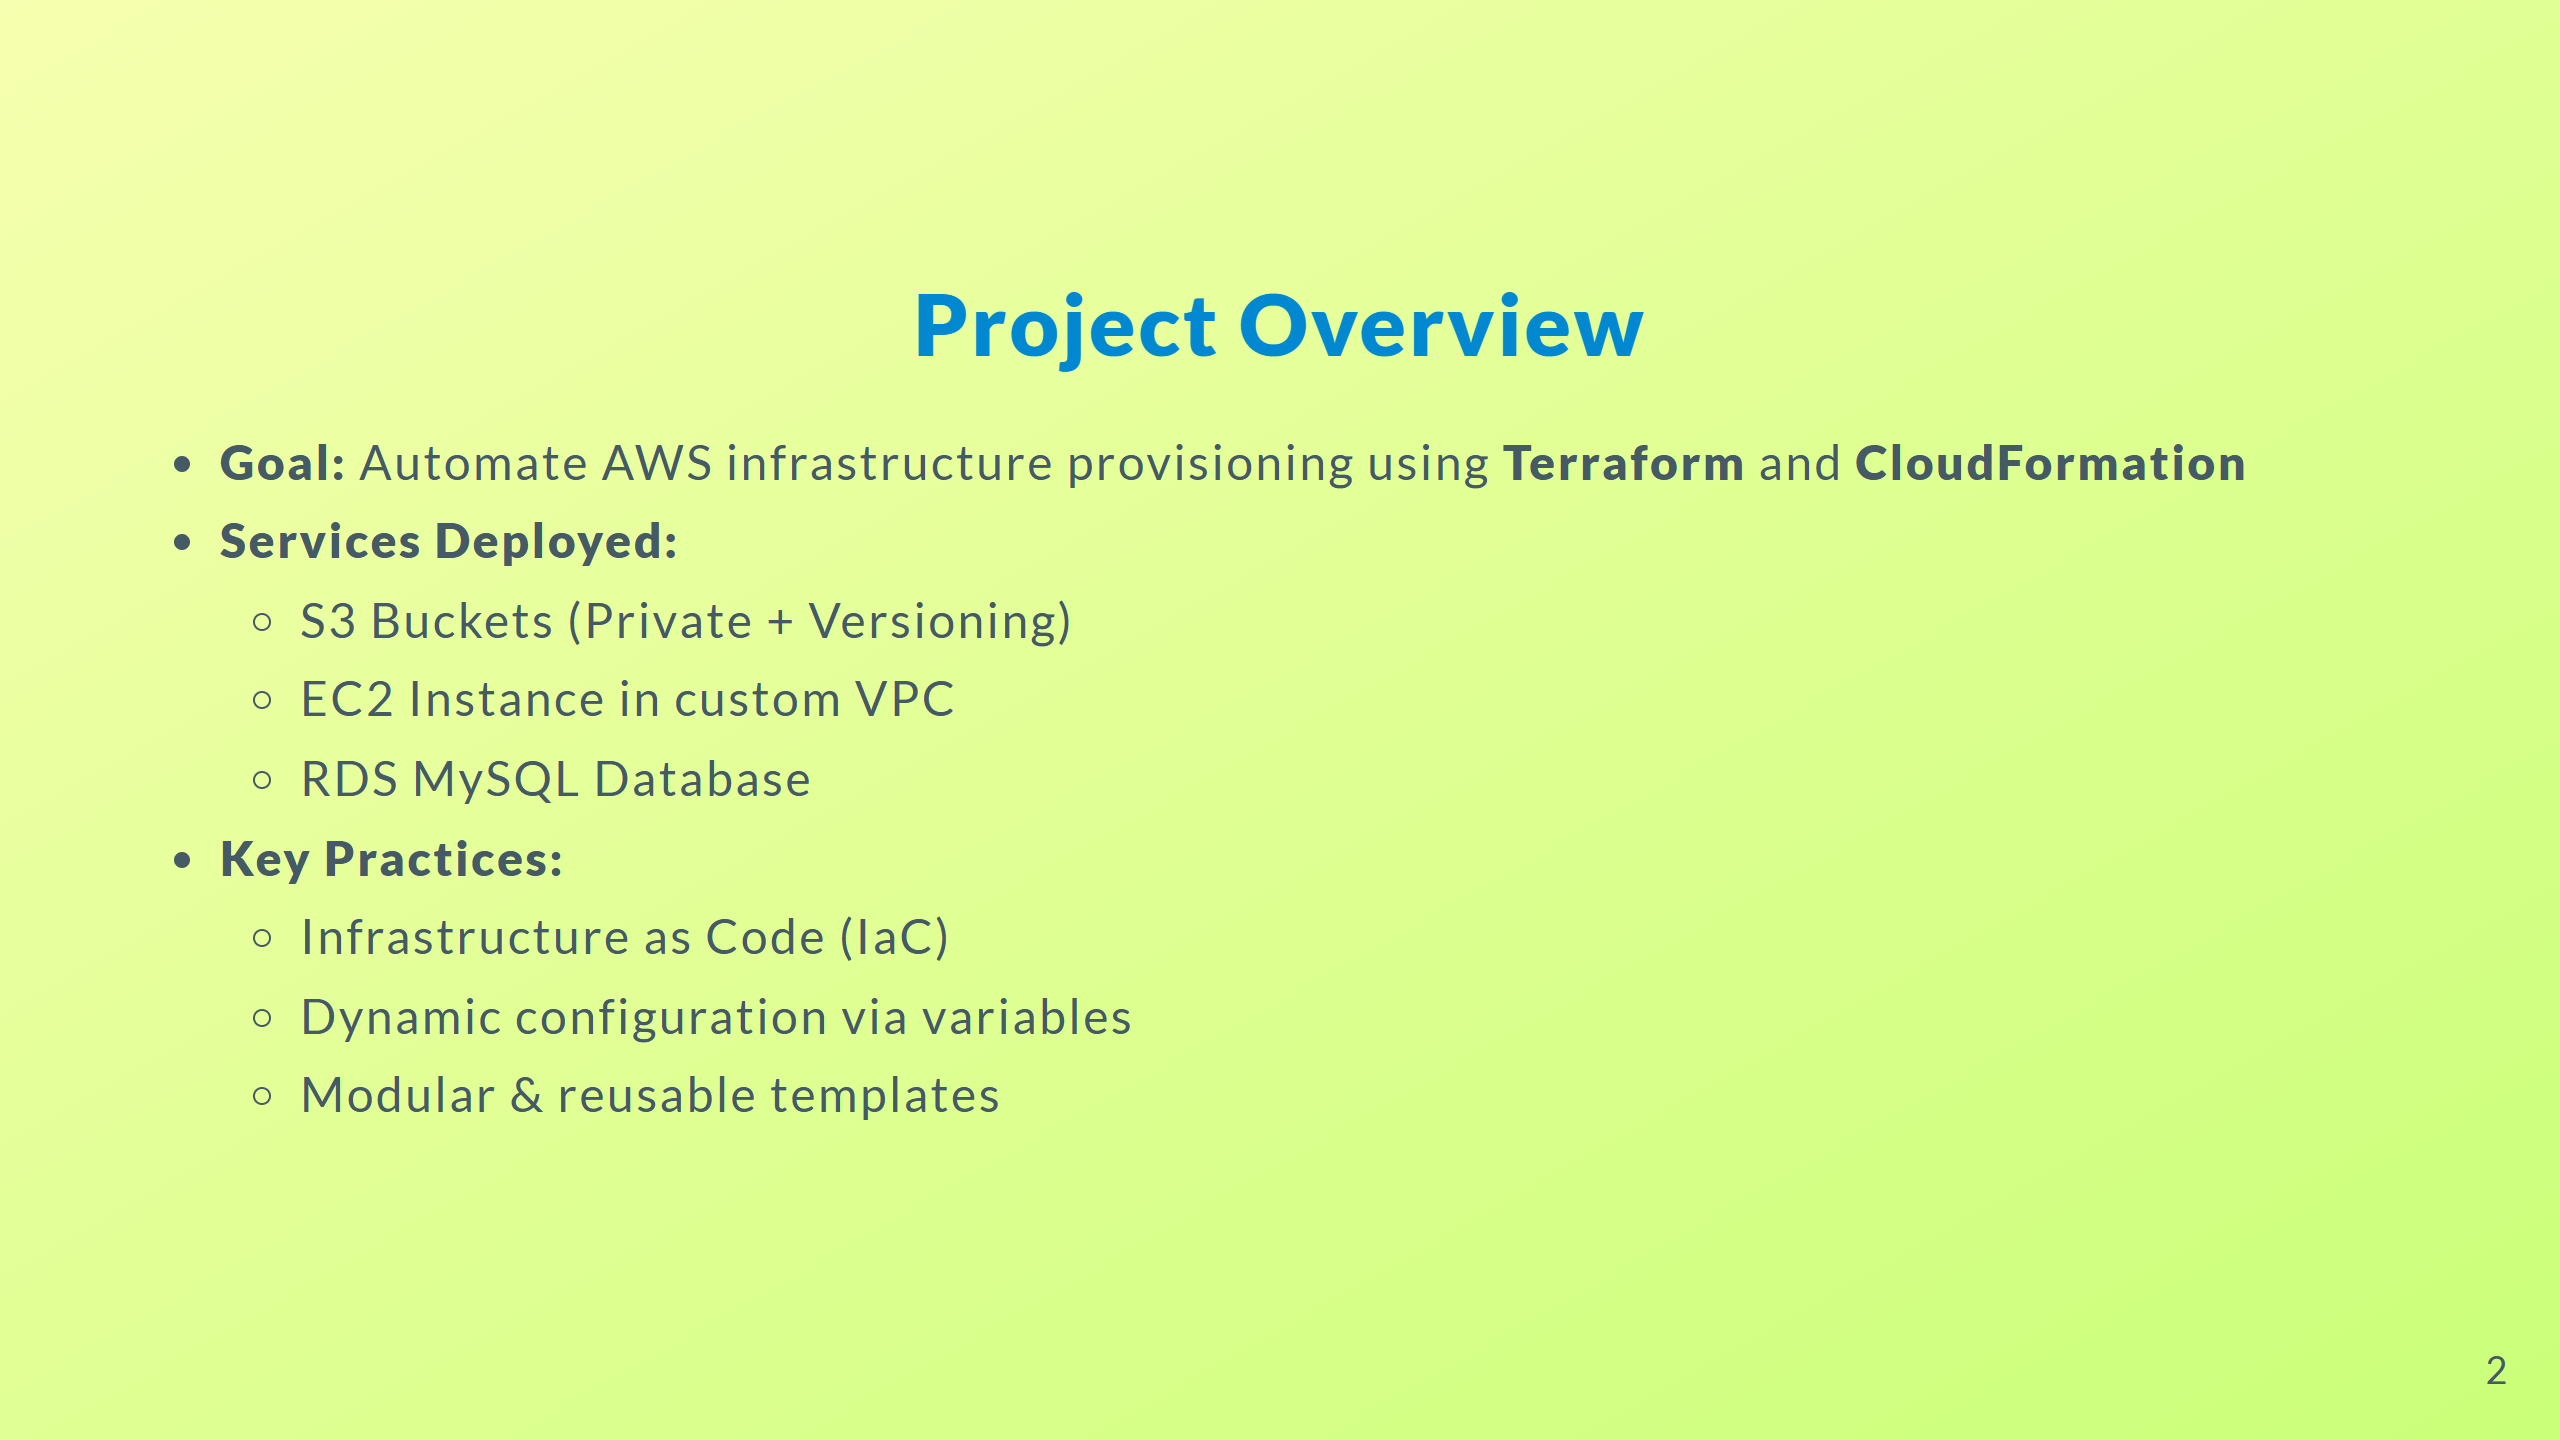 Project Overview
• Goal: Automate AWS infrastructure provisioning using Terraform and CloudFormation
• Services Deployed:
○ S3 Buckets (Private + Versioning)
○ EC2 Instance in custom VPC
○ RDS MySQL Database
• Key Practices:
○ Infrastructure as Code (IaC)
○ Dynamic configuration via variables
○ Modular & reusable templates
2